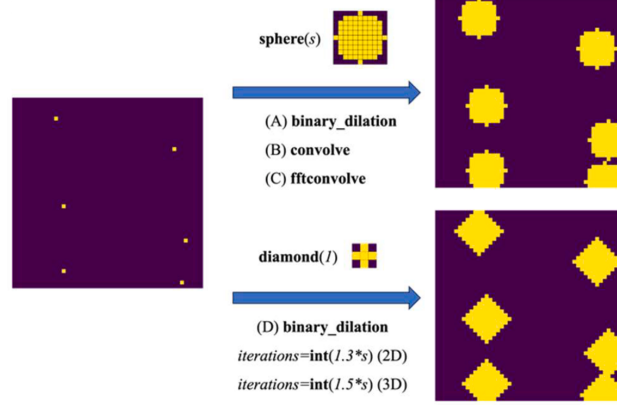 sphere(s)
(A) binary_dilation
(B) convolve
(C) fftconvolve
diamond(1)
(D) binary_dilation
iterations=int(1.3*s) (2D)
iterations=int(1.5*s) (3D)